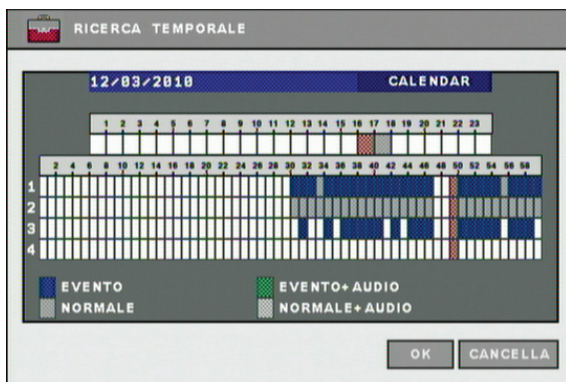 RICERCA TEMPORALE
12/03/2010 CALENDAR
1 2 3 4 5 6 7 8 9 10 11 12 13 14 15 16 17 18 19 20 21 22 23
2 4 6 8 10 12 14 16 18 20 22 24 26 28 30 32 34 36 38 40 42 44 46 48 50 52 54 56 58
1
2
3
4
EVENTO EVENTO+AUDIO
NORMALE NORMALE+AUDIO
OK CANCELLA